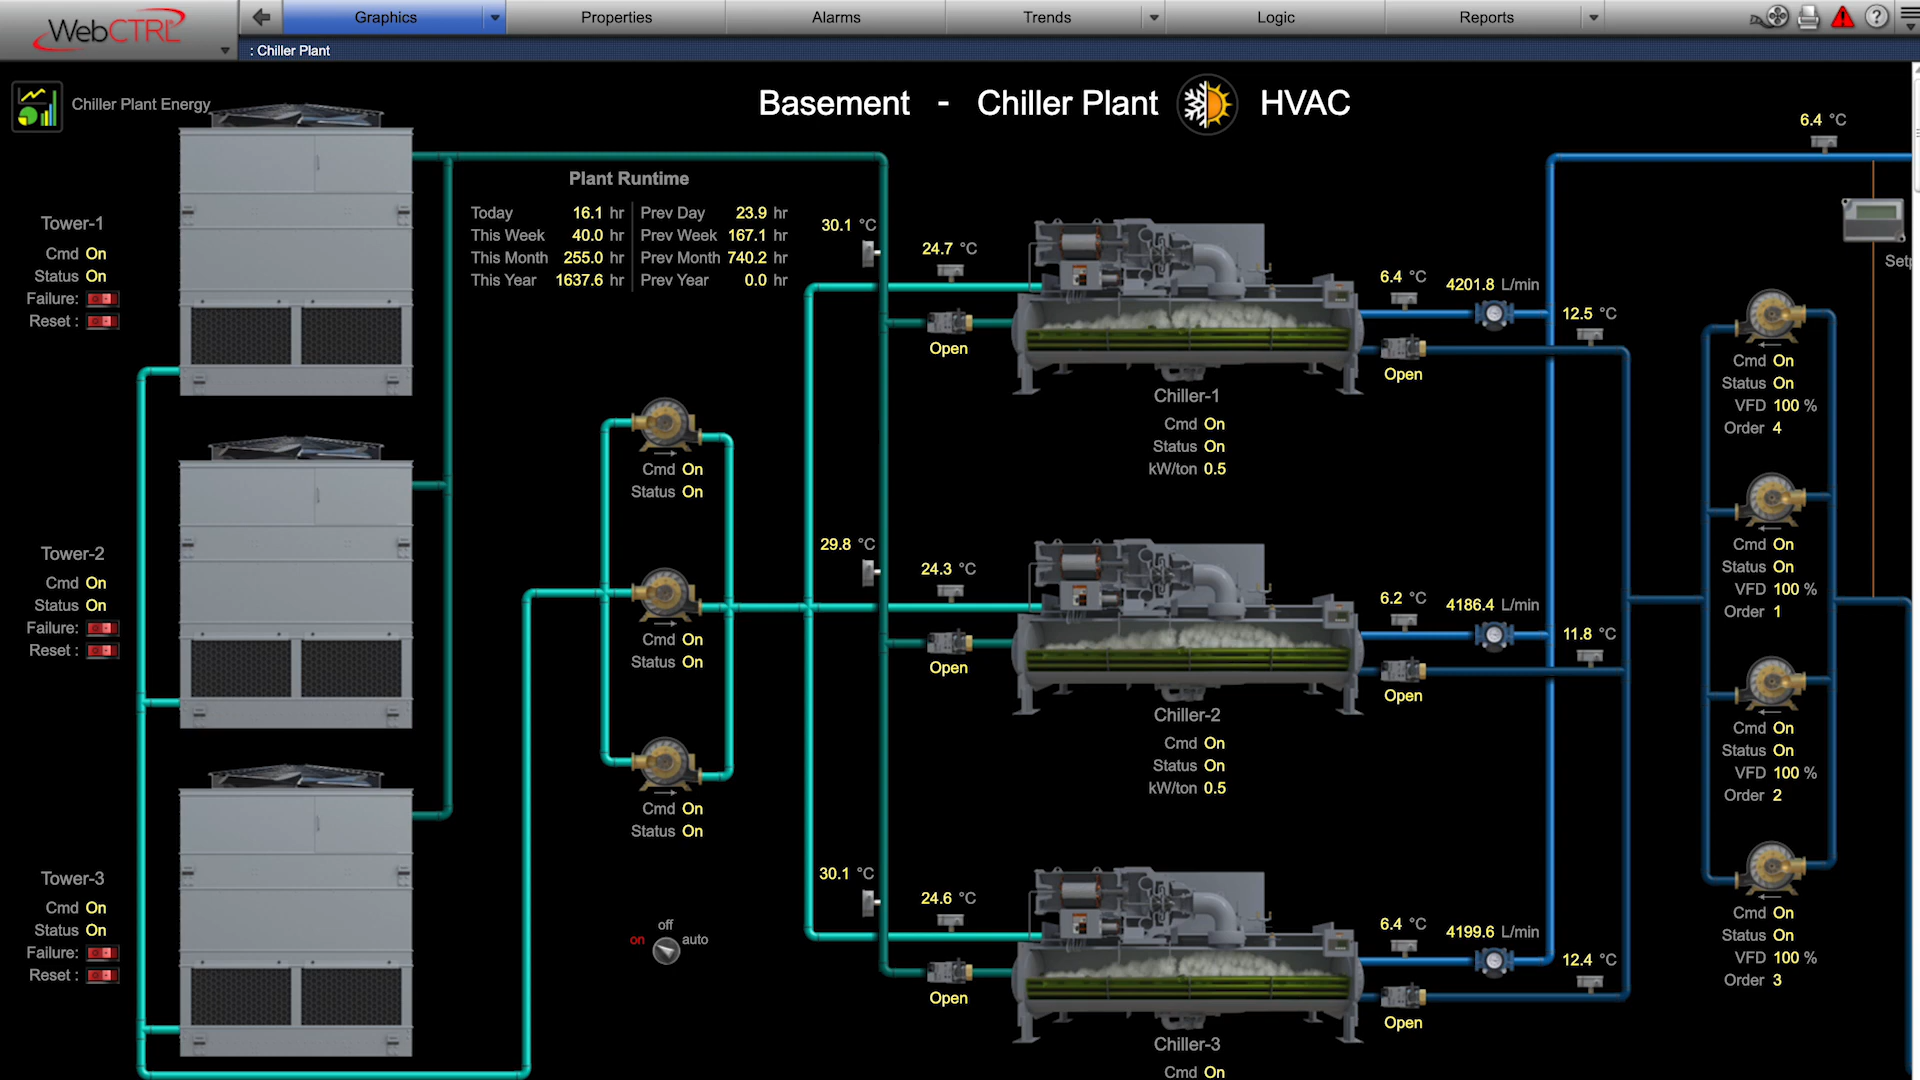 WebCTRL
Graphics
Properties
Alarms
Trends
Logic
Reports
?
: Chiller Plant
Chiller Plant Energy
Basement - Chiller Plant HVAC
6.4 °C
Plant Runtime
Today 16.1 hr Prev Day 23.9 hr
This Week 40.0 hr Prev Week 167.1 hr
This Month 255.0 hr Prev Month 740.2 hr
This Year 1637.6 hr Prev Year 0.0 hr
Tower-1
Cmd On
Status On
Failure:
Reset :
Tower-2
Cmd On
Status On
Failure:
Reset :
Tower-3
Cmd On
Status On
Failure:
Reset :
Cmd On
Status On
Cmd On
Status On
Cmd On
Status On
off
on
auto
30.1 °C
24.7 °C
Open
6.4 °C
4201.8 L/min
12.5 °C
Open
Chiller-1
Cmd On
Status On
kW/ton 0.5
29.8 °C
24.3 °C
Open
6.2 °C
4186.4 L/min
11.8 °C
Open
Chiller-2
Cmd On
Status On
kW/ton 0.5
30.1 °C
24.6 °C
Open
6.4 °C
4199.6 L/min
12.4 °C
Open
Chiller-3
Cmd On
Setp
Cmd On
Status On
VFD 100 %
Order 4
Cmd On
Status On
VFD 100 %
Order 1
Cmd On
Status On
VFD 100 %
Order 2
Cmd On
Status On
VFD 100 %
Order 3